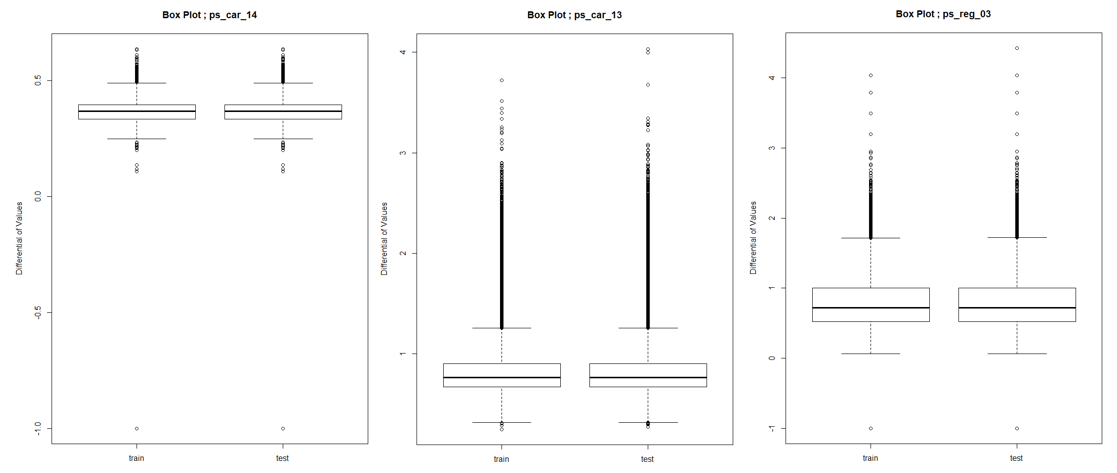 Box Plot ; ps_car_14
Differential of Values
0.5
0.0
-0.5
-1.0
train test
Box Plot ; ps_car_13
Differential of Values
4
3
2
1
train test
Box Plot ; ps_reg_03
Differential of Values
4
3
2
1
0
-1
train test